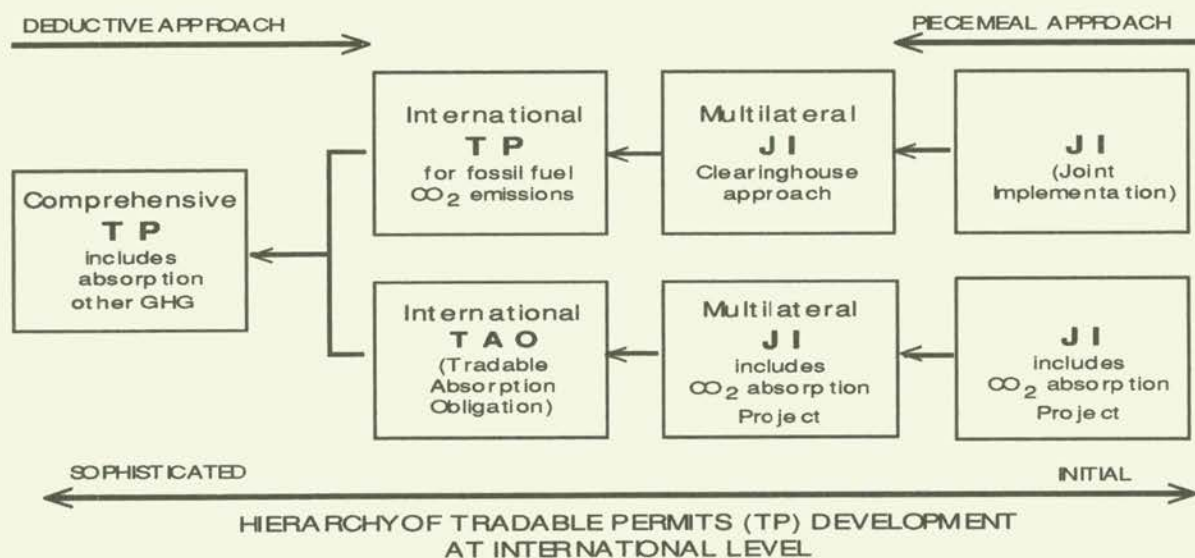 DEDUCTIVE APPROACH
PIECEMEAL APPROACH
Comprehensive
TP
includes
absorption
other GHG
International
TP
for fossil fuel
CO2 emissions
Multilateral
JI
Clearinghouse
approach
JI
(Joint
Implementation)
International
TAO
(Tradable
Absorption
Obligation)
Multilateral
JI
includes
CO2 absorption
Project
JI
includes
CO2 absorption
Project
SOPHISTICATED
INITIAL
HIERARCHY OF TRADABLE PERMITS (TP) DEVELOPMENT
AT INTERNATIONAL LEVEL